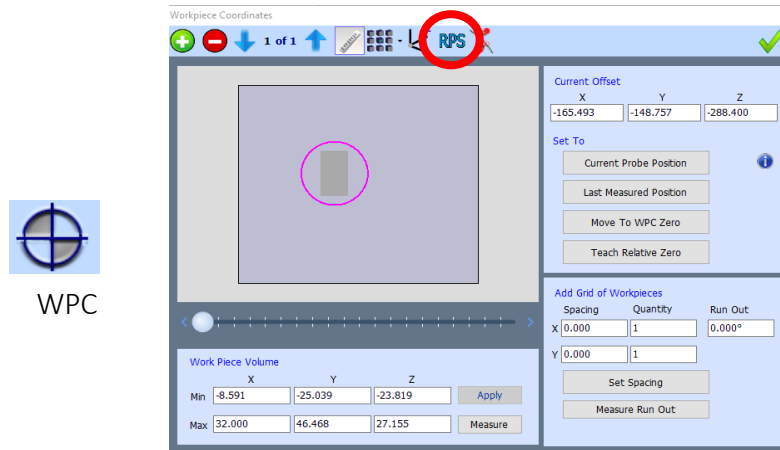 Workpiece Coordinates
1 of 1 RPS
WPC
Current Offset
X Y Z
-165.493 -148.757 -288.400
Set To
Current Probe Position
Last Measured Position
Move To WPC Zero
Teach Relative Zero
Work Piece Volume
X Y Z
Min -8.591 -25.039 -23.819 Apply
Max 32.000 46.468 27.155 Measure
Add Grid of Workpieces
Spacing Quantity Run Out
X 0.000 1 0.000°
Y 0.000 1
Set Spacing
Measure Run Out